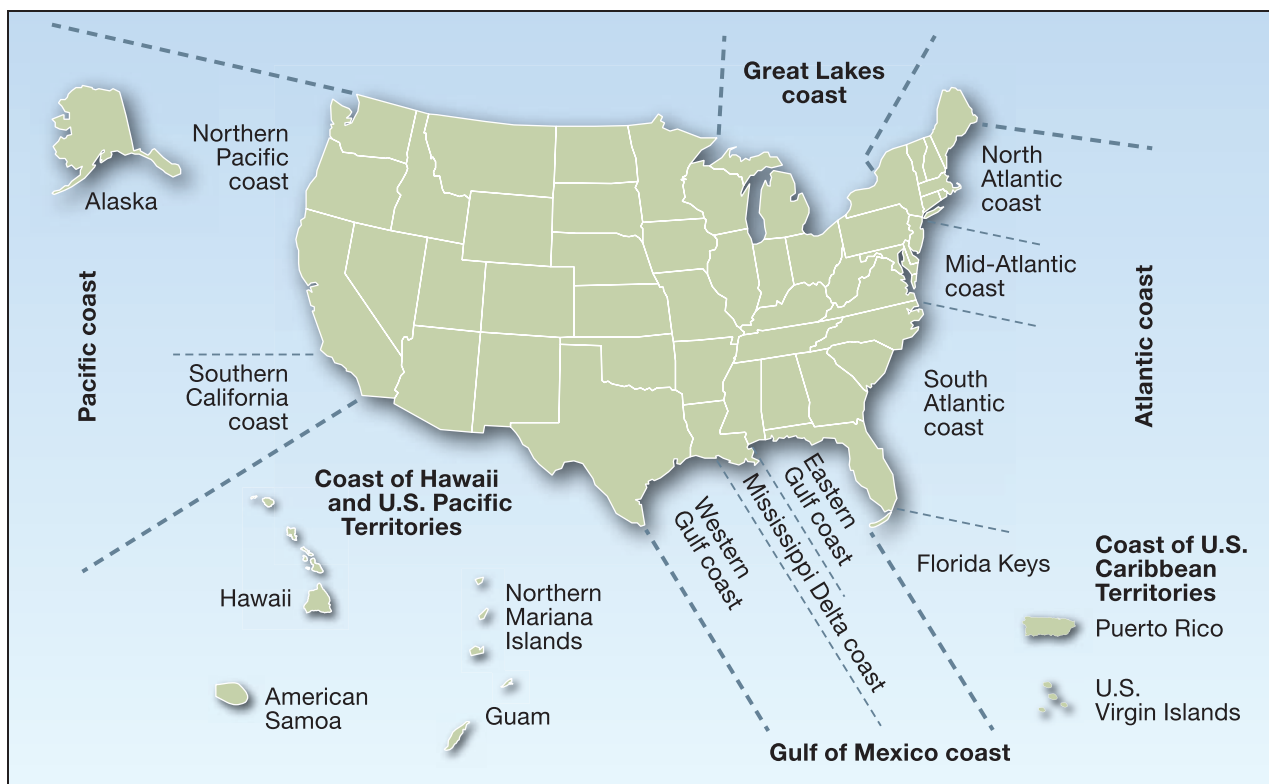 Great Lakes
coast
Northern
Pacific
coast
Alaska
North
Atlantic
coast
Mid-Atlantic
coast
Pacific coast
Atlantic coast
Southern
California
coast
South
Atlantic
coast
Coast of Hawaii
and U.S. Pacific
Territories
Hawaii
Northern
Mariana
Islands
American
Samoa
Guam
Western
Gulf coast
Mississippi Delta coast
Eastern
Gulf coast
Florida Keys
Coast of U.S.
Caribbean
Territories
Puerto Rico
U.S.
Virgin Islands
Gulf of Mexico coast